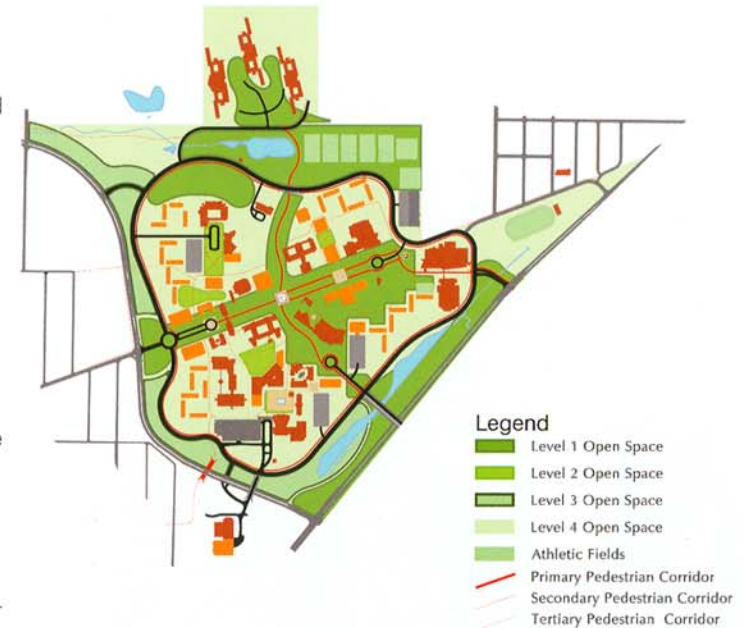 Legend
Level 1 Open Space
Level 2 Open Space
Level 3 Open Space
Level 4 Open Space
Athletic Fields
Primary Pedestrian Corridor
Secondary Pedestrian Corridor
Tertiary Pedestrian Corridor